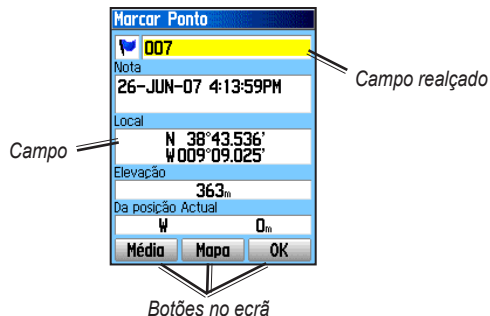 Marcar Ponto
007
Campo realçado
Nota
26-JUN-07 4:13:59PM
Local
N 38°43.536'
W009°09.025'
Campo
Elevação
363m
Da posição Actual
W 0m
Média Mapa OK
Botões no ecrã